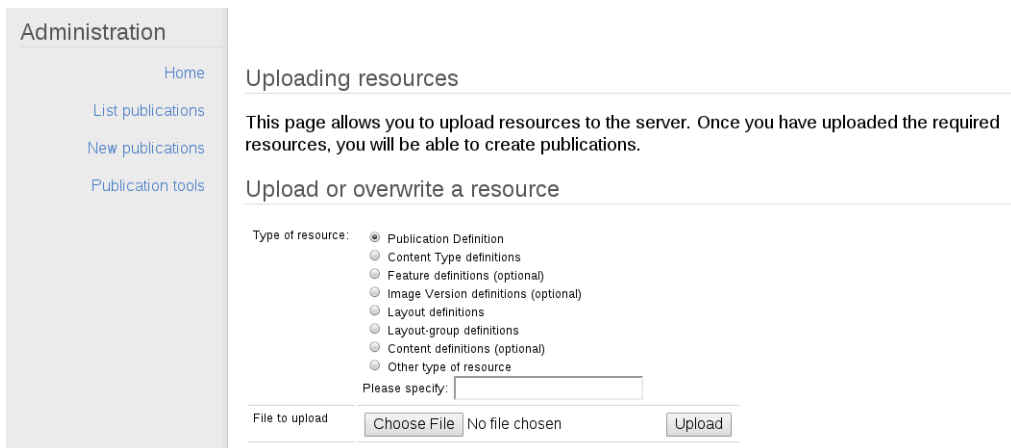 Administration
Home
List publications
New publications
Publication tools
Uploading resources
This page allows you to upload resources to the server. Once you have uploaded the required
resources, you will be able to create publications.
Upload or overwrite a resource
Type of resource:
Publication Definition
Content Type definitions
Feature definitions (optional)
Image Version definitions (optional)
Layout definitions
Layout-group definitions
Content definitions (optional)
Other type of resource
Please specify:
File to upload
Choose File No file chosen
Upload